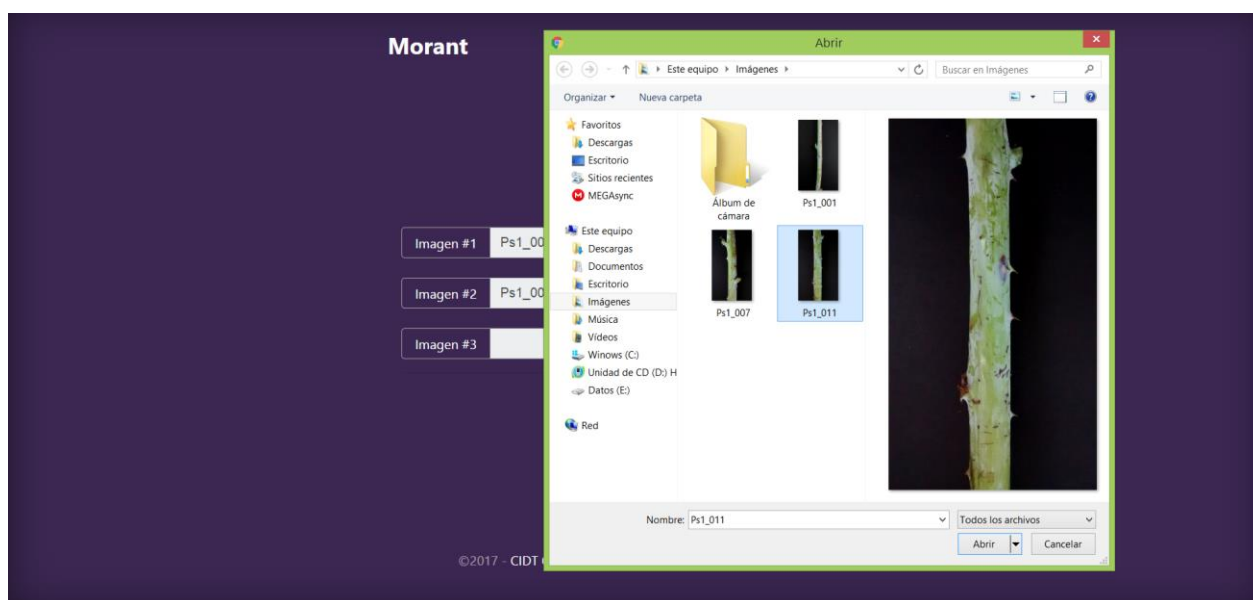 Morant
Imagen #1 Ps1_00
Imagen #2 Ps1_00
Imagen #3
©2017 - CIDT
Abrir
Este equipo Imágenes
Buscar en Imágenes
Organizar Nueva carpeta
Favoritos
Descargas
Escritorio
Sitios recientes
MEGAsync
Este equipo
Descargas
Documentos
Escritorio
Imágenes
Música
Vídeos
Winows (C:)
Unidad de CD (D:) H
Datos (E:)
Red
Álbum de
cámara
Ps1_001
Ps1_007
Ps1_011
Nombre: Ps1_011
Todos los archivos
Abrir Cancelar